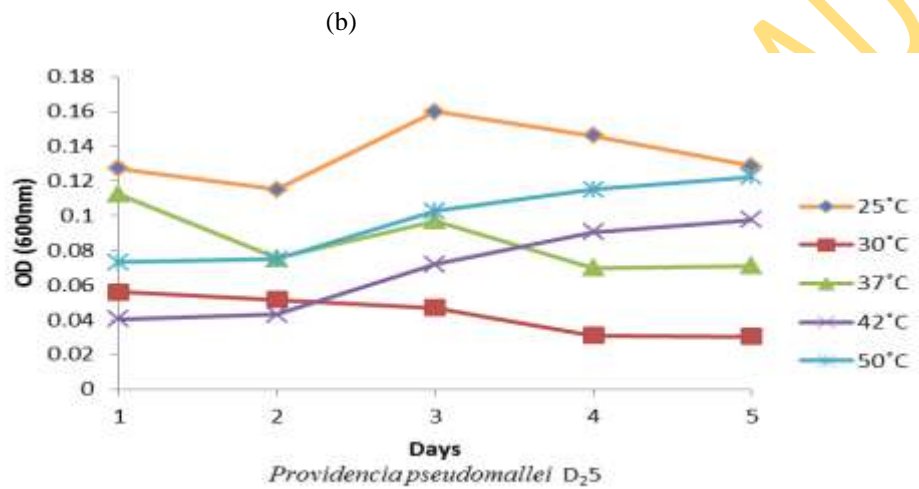 (b)
0.18
0.16
0.14
0.12
0.1
0.08
0.06
0.04
0.02
0
OD (600nm)
1 2 3 4 5
Days
Providencia pseudomallei D₂5
25˚C
30˚C
37˚C
42˚C
50˚C